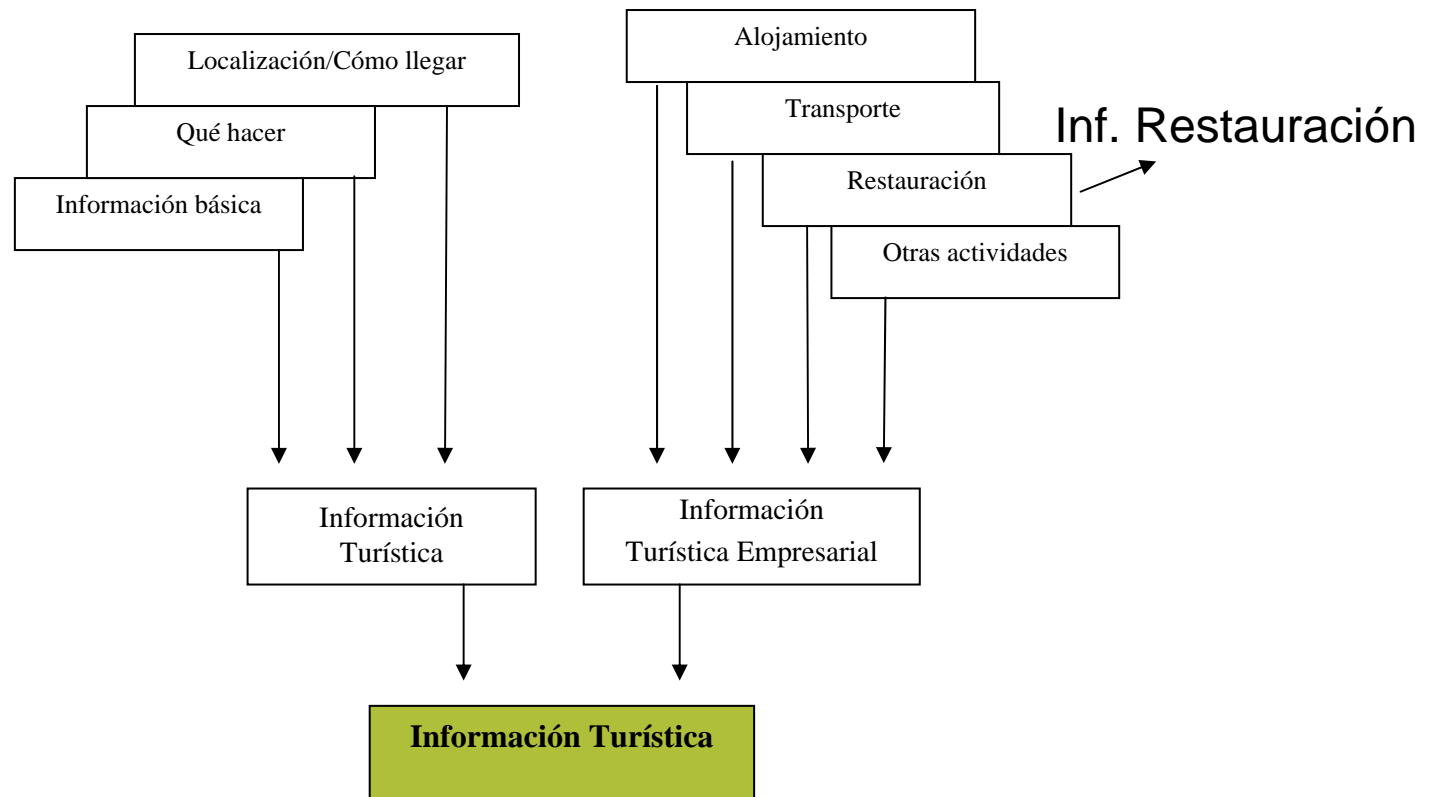 Localización/Cómo llegar
Qué hacer
Información básica
Alojamiento
Transporte
Restauración
Otras actividades
Inf. Restauración
Información
Turística
Información
Turística Empresarial
Información Turística